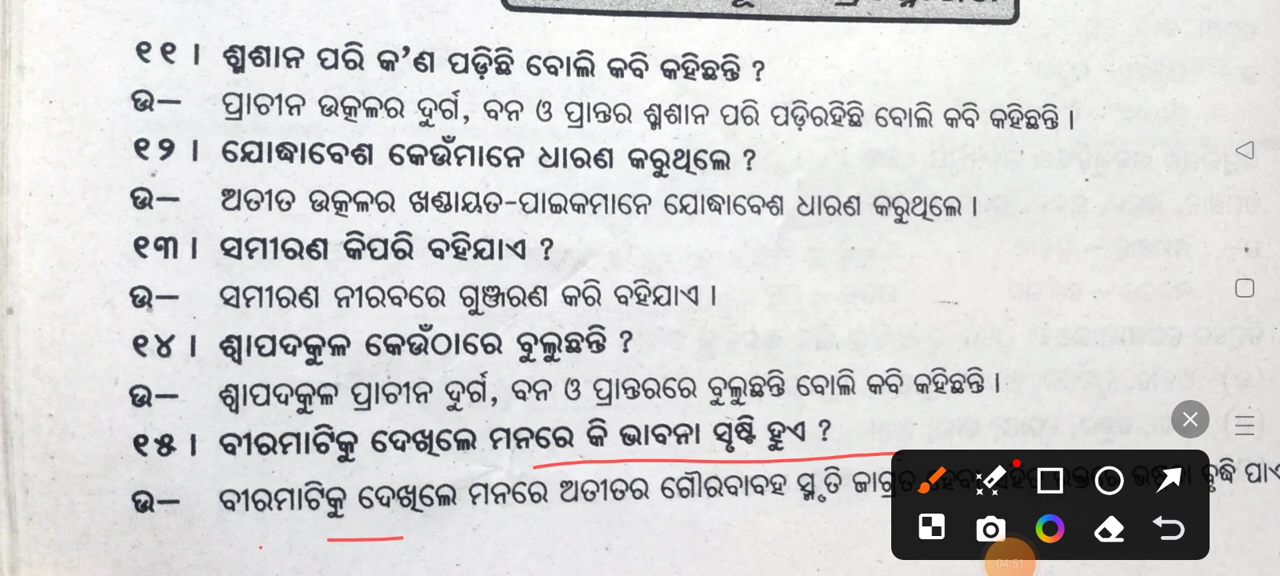 ୧୧ । ଶ୍ମଶାନ ପରି କ'ଣ ପଡ଼ିଛି ବୋଲି କବି କହିଛନ୍ତି ?
ଉ— ପ୍ରାଚୀନ ଉତ୍କଳର ଦୁର୍ଗ, ବନ ଓ ପ୍ରାନ୍ତର ଶ୍ମଶାନ ପରି ପଡ଼ିରହିଛି ବୋଲି କବି କହିଛନ୍ତି ।
୧୨ । ଯୋଦ୍ଧାବେଶ କେଉଁମାନେ ଧାରଣ କରୁଥିଲେ ?
ଉ— ଅତୀତ ଉତ୍କଳର ଖଣ୍ଡାୟତ-ପାଇକମାନେ ଯୋଦ୍ଧାବେଶ ଧାରଣ କରୁଥିଲେ ।
୧୩ । ସମୀରଣ କିପରି ବହିଯାଏ ?
ଉ— ସମୀରଣ ନୀରବରେ ଗୁଞ୍ଜରଣ କରି ବହିଯାଏ ।
୧୪ । ଶ୍ୱାପଦକୁଳ କେଉଁଠାରେ ବୁଲୁଛନ୍ତି ?
ଉ— ଶ୍ୱାପଦକୁଳ ପ୍ରାଚୀନ ଦୁର୍ଗ, ବନ ଓ ପ୍ରାନ୍ତରରେ ବୁଲୁଛନ୍ତି ବୋଲି କବି କହିଛନ୍ତି ।
୧୫ । ବୀରମାଟିକୁ ଦେଖିଲେ ମନରେ କି ଭାବନା ସୃଷ୍ଟି ହୁଏ ?
ଉ— ବୀରମାଟିକୁ ଦେଖିଲେ ମନରେ ଅତୀତର ଗୌରବାବହ ସ୍ମୃତି ଜାଗ୍ରତ ବୃଦ୍ଧି
04:51